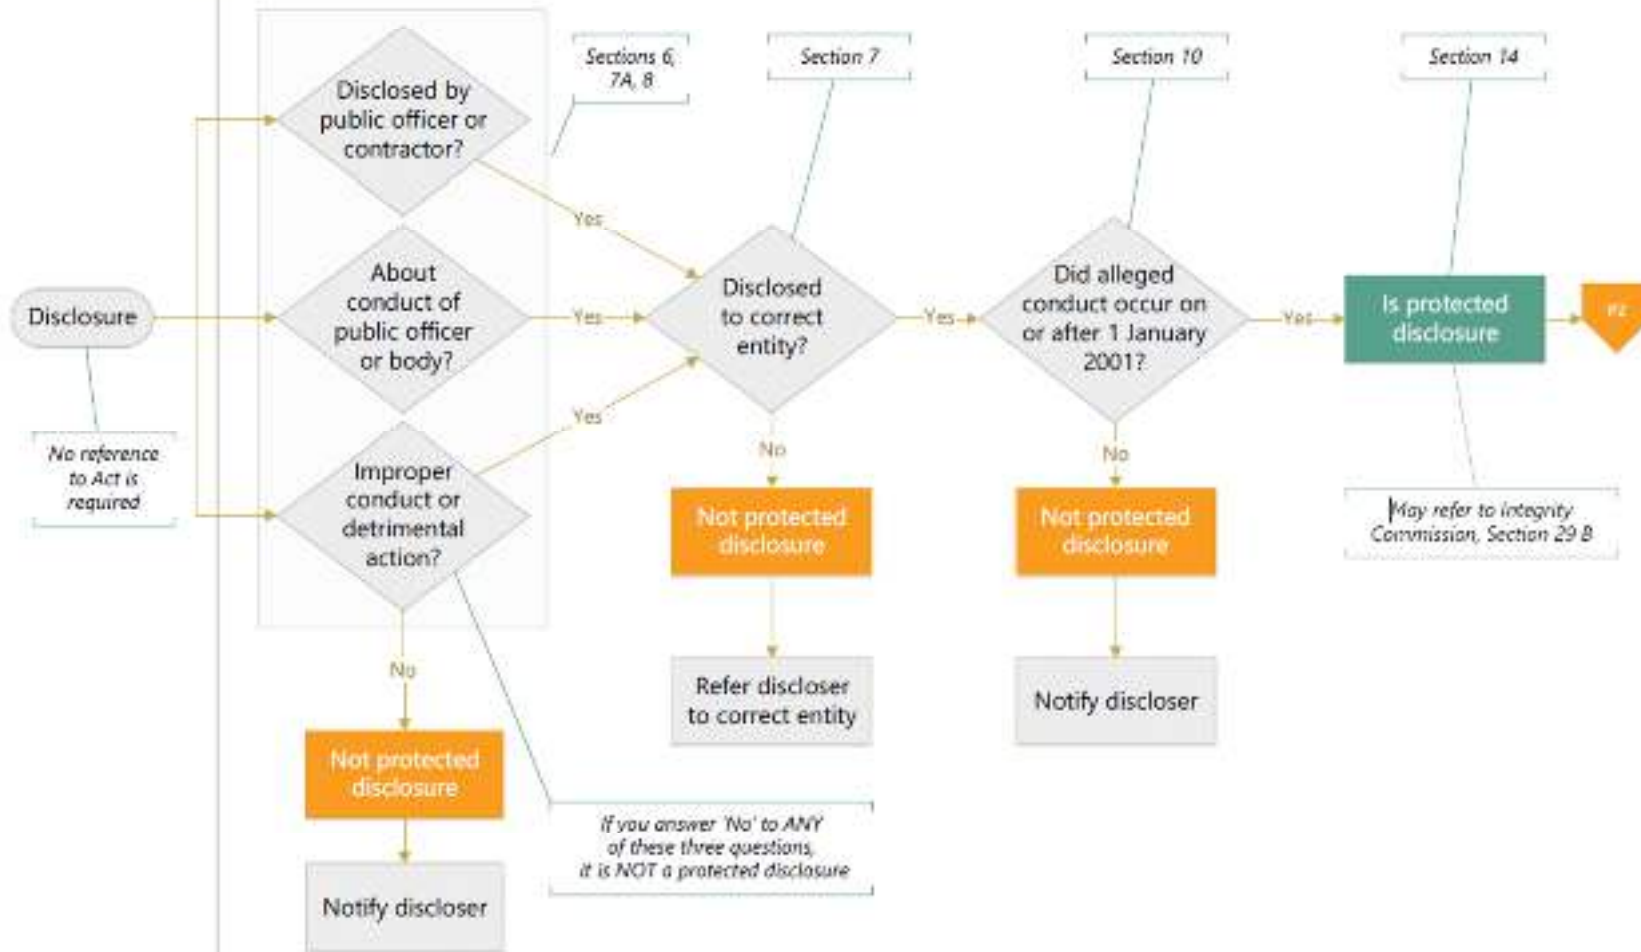 Disclosure
No reference
to Act is
required
Disclosed by
public officer or
contractor?
About
conduct of
public officer
or body?
Improper
conduct or
detrimental
action?
Sections 6,
7A, 8
Yes
Yes
Yes
No
Not protected
disclosure
Notify discloser
If you answer 'No' to ANY
of these three questions,
it is NOT a protected disclosure
Section 7
Disclosed
to correct
entity?
Yes
No
Not protected
disclosure
Refer discloser
to correct entity
Section 10
Did alleged
conduct occur on
or after 1 January
2001?
Yes
No
Not protected
disclosure
Notify discloser
Section 14
Is protected
disclosure
May refer to Integrity
Commission, Section 29 B